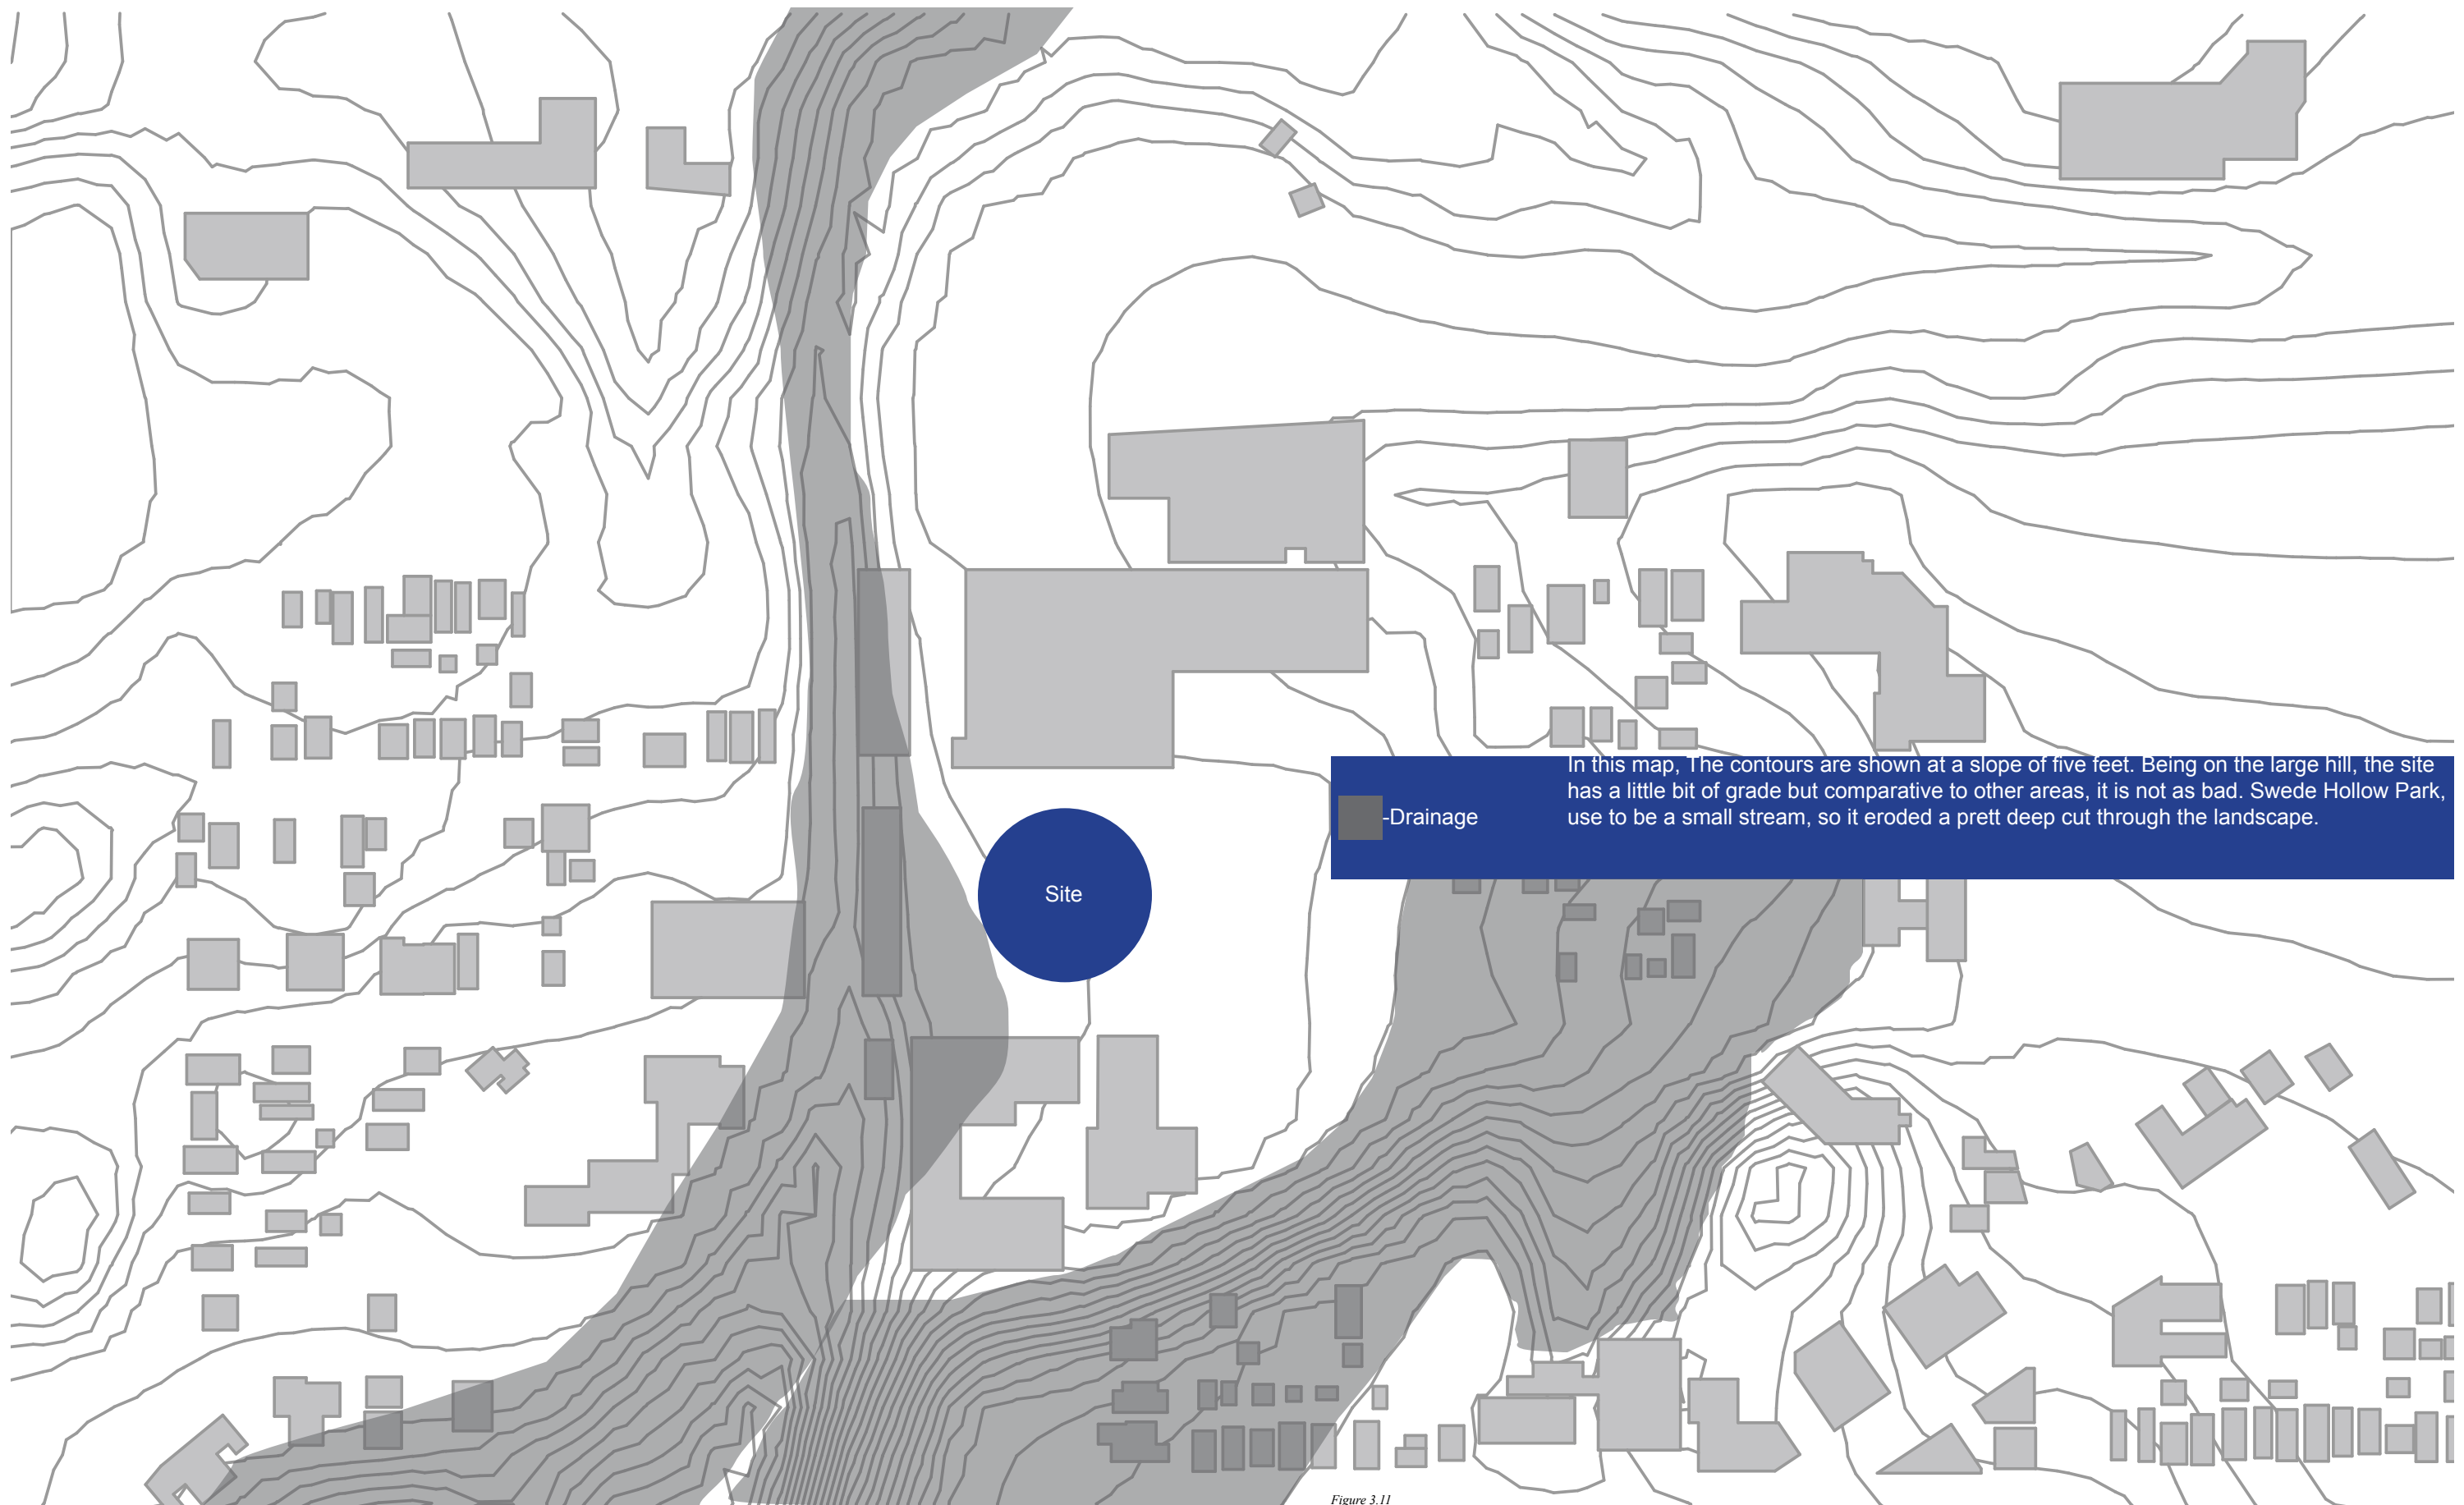 In this map, The contours are shown at a slope of five feet. Being on the large hill, the site
has a little bit of grade but comparative to other areas, it is not as bad. Swede Hollow Park,
use to be a small stream, so it eroded a prett deep cut through the landscape.
-Drainage
Site
Figure 3.11